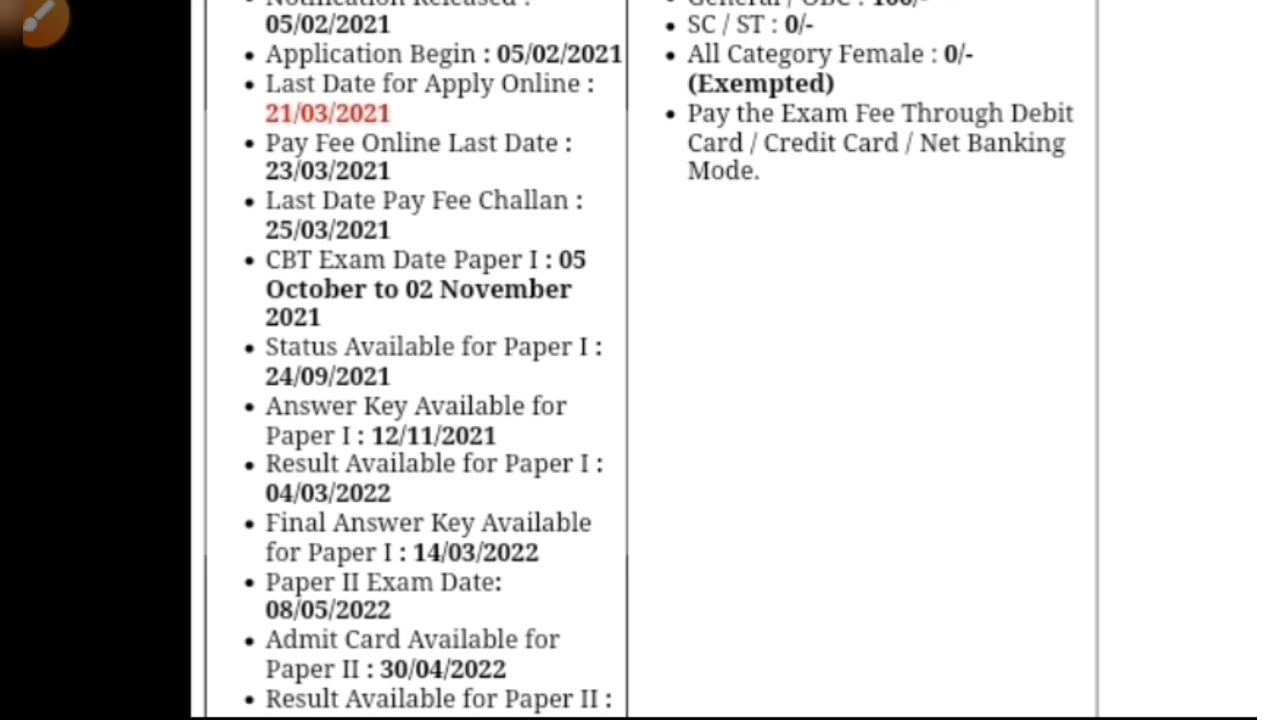 Notification Released :
05/02/2021
Application Begin : 05/02/2021
Last Date for Apply Online :
21/03/2021
Pay Fee Online Last Date :
23/03/2021
Last Date Pay Fee Challan :
25/03/2021
CBT Exam Date Paper I : 05
October to 02 November
2021
Status Available for Paper I :
24/09/2021
Answer Key Available for
Paper I : 12/11/2021
Result Available for Paper I :
04/03/2022
Final Answer Key Available
for Paper I : 14/03/2022
Paper II Exam Date:
08/05/2022
Admit Card Available for
Paper II : 30/04/2022
Result Available for Paper II :
General / OBC : 100/-
SC / ST : 0/-
All Category Female : 0/-
(Exempted)
Pay the Exam Fee Through Debit
Card / Credit Card / Net Banking
Mode.